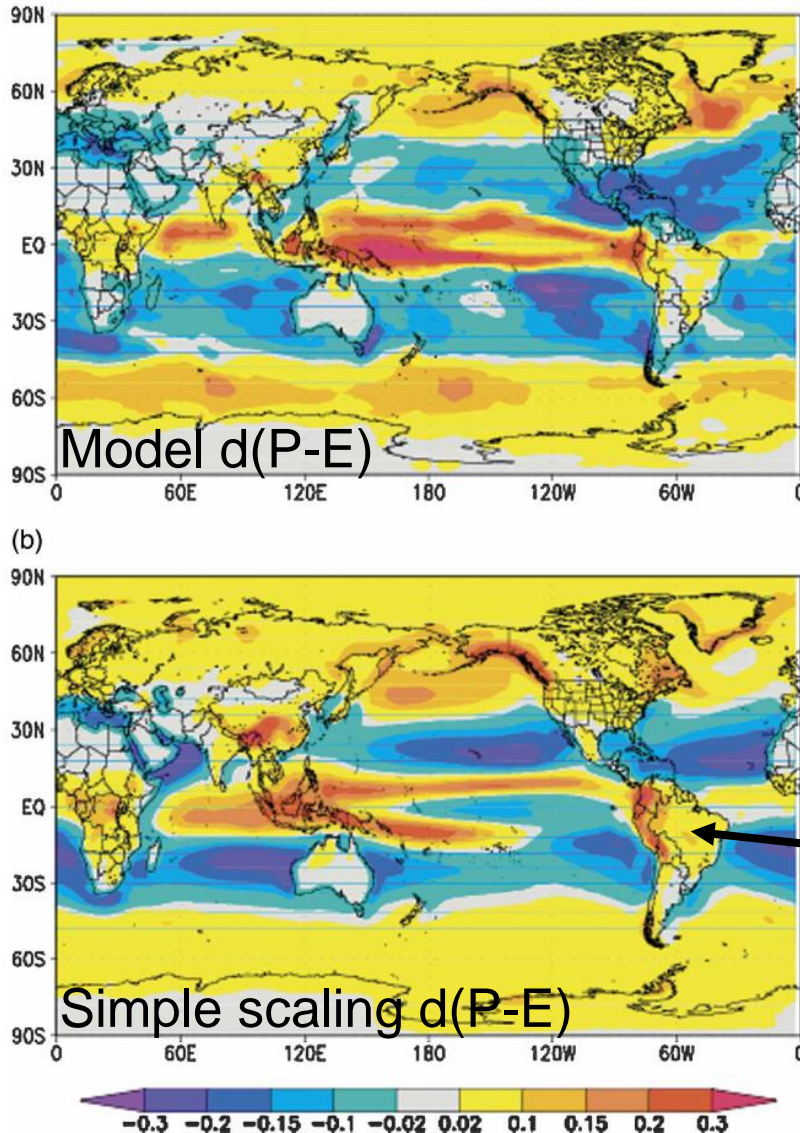 90N
60N
30N
EQ
30S
60S
Model d(P-E)
90S
0 60E 120E 180 120W 60W 0
(b)
90N
60N
30N
EQ
30S
60S
Simple scaling d(P-E)
90S
0 60E 120E 180 120W 60W 0
-0.3 -0.2 -0.15 -0.1 -0.02 0.02 0.1 0.15 0.2 0.3